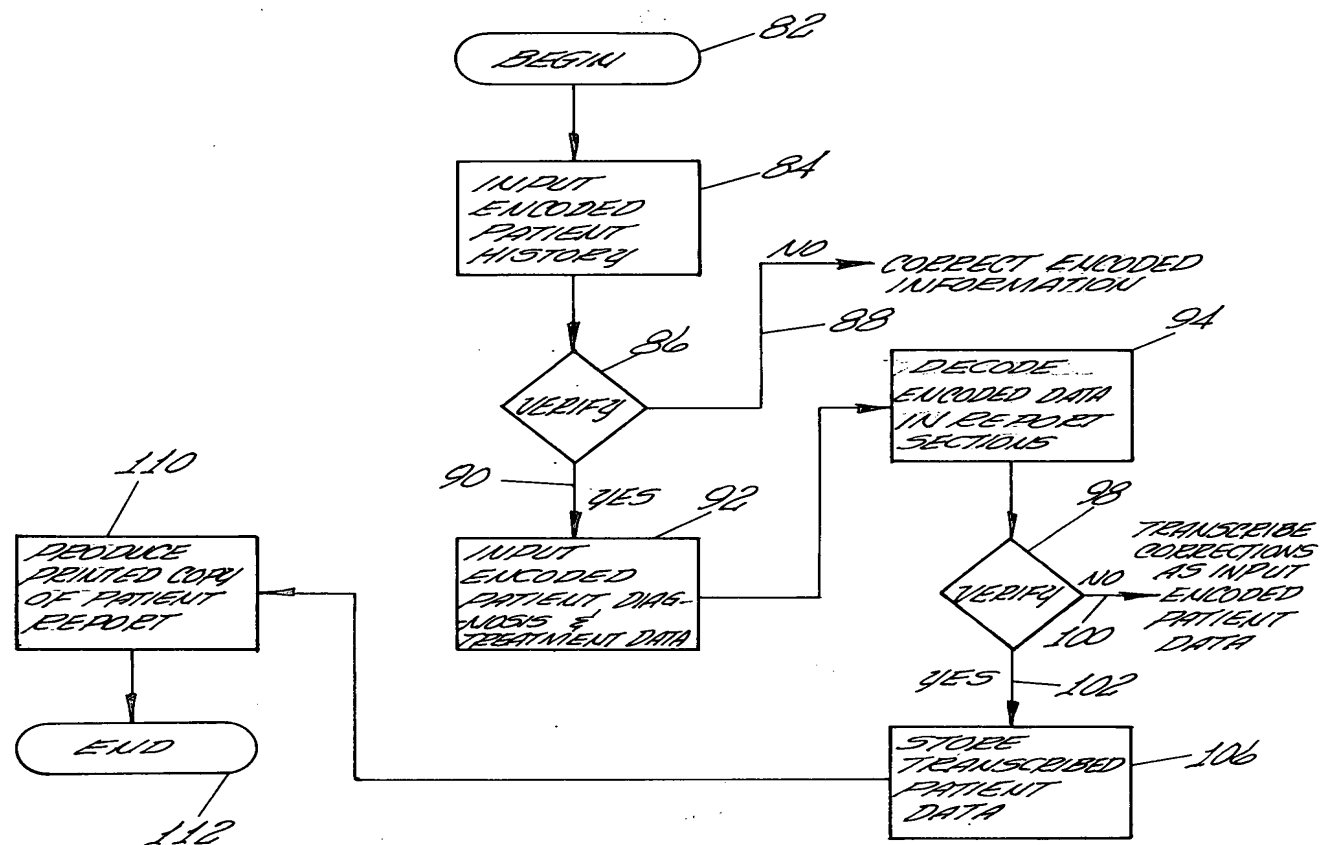 BEGIN
82
INPUT
ENCODED
PATIENT
HISTORY
84
VERIFY
86
NO
88
CORRECT ENCODED
INFORMATION
90
YES
INPUT
ENCODED
PATIENT DIAG-
NOSIS &
TREATMENT DATA
92
DECODE
ENCODED DATA
IN REPORT
SECTIONS
94
VERIFY
98
NO
100
TRANSCRIBE
CORRECTIONS
AS INPUT
ENCODED
PATIENT
DATA
YES
102
STORE
TRANSCRIBED
PATIENT
DATA
106
110
PRODUCE
PRINTED COPY
OF PATIENT
REPORT
END
112